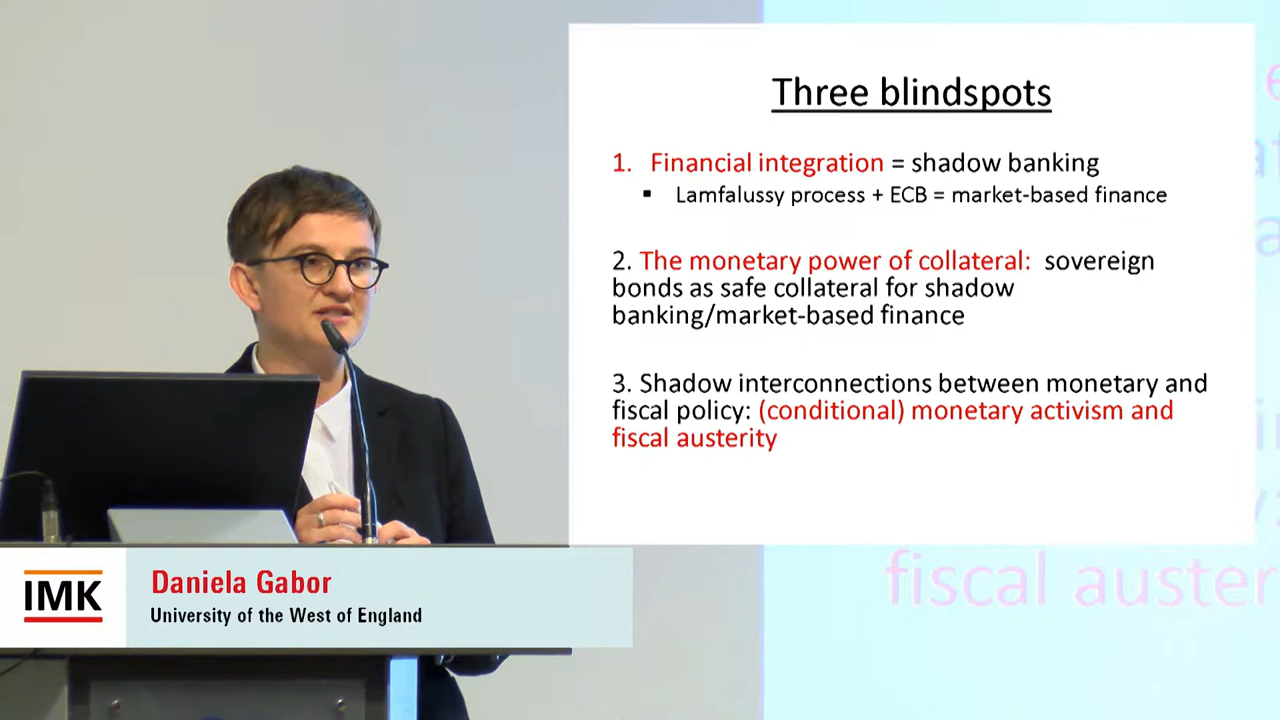 Three blindspots
1. Financial integration = shadow banking
▪ Lamfalussy process + ECB = market-based finance
2. The monetary power of collateral: sovereign
bonds as safe collateral for shadow
banking/market-based finance
3. Shadow interconnections between monetary and
fiscal policy: (conditional) monetary activism and
fiscal austerity
fiscal auster
IMK
Daniela Gabor
University of the West of England